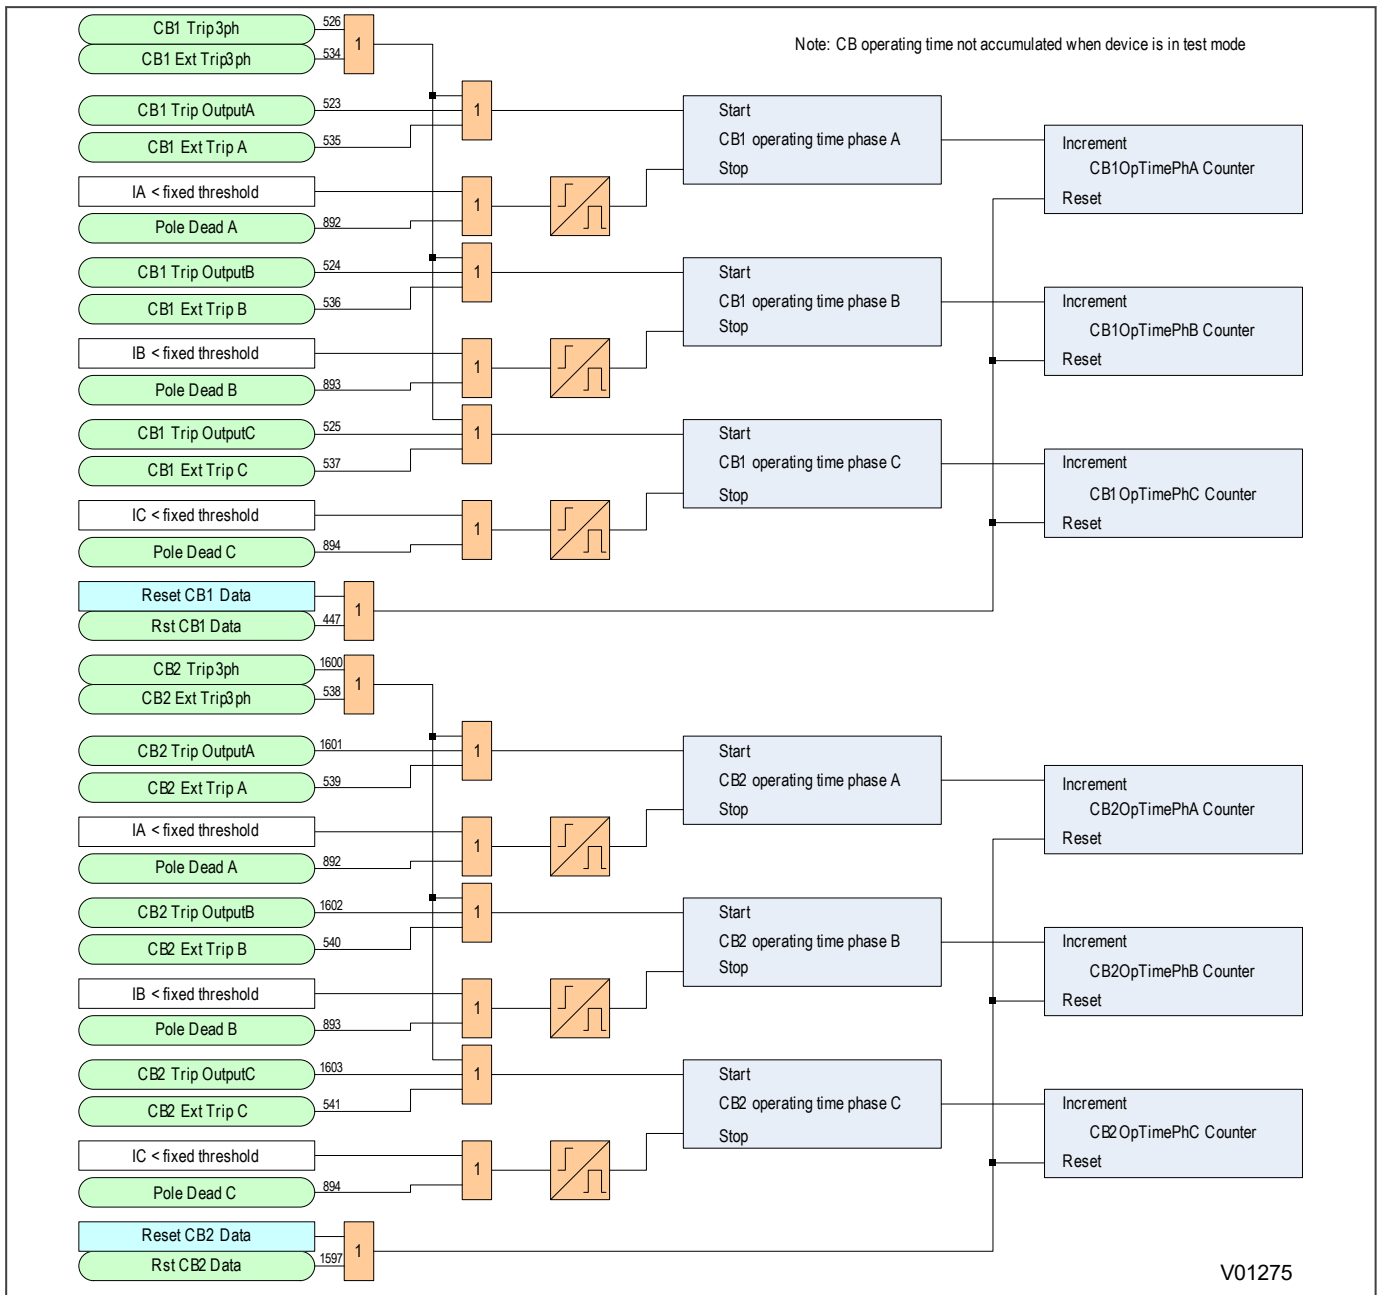 CB1 Trip3ph 526
1
CB1 Ext Trip3ph 534
Note: CB operating time not accumulated when device is in test mode
CB1 Trip OutputA 523
1
CB1 Ext Trip A 535
Start
CB1 operating time phase A
Stop
Increment
CB1OpTimePhA Counter
Reset
IA < fixed threshold
1
Pole Dead A 892
CB1 Trip OutputB 524
1
CB1 Ext Trip B 536
Start
CB1 operating time phase B
Stop
Increment
CB1OpTimePhB Counter
Reset
IB < fixed threshold
1
Pole Dead B 893
CB1 Trip OutputC 525
1
CB1 Ext Trip C 537
Start
CB1 operating time phase C
Stop
Increment
CB1OpTimePhC Counter
Reset
IC < fixed threshold
1
Pole Dead C 894
Reset CB1 Data
1
Rst CB1 Data 447
CB2 Trip3ph 1600
1
CB2 Ext Trip3ph 538
CB2 Trip OutputA 1601
1
CB2 Ext Trip A 539
Start
CB2 operating time phase A
Stop
Increment
CB2OpTimePhA Counter
Reset
IA < fixed threshold
1
Pole Dead A 892
CB2 Trip OutputB 1602
1
CB2 Ext Trip B 540
Start
CB2 operating time phase B
Stop
Increment
CB2OpTimePhB Counter
Reset
IB < fixed threshold
1
Pole Dead B 893
CB2 Trip OutputC 1603
1
CB2 Ext Trip C 541
Start
CB2 operating time phase C
Stop
Increment
CB2OpTimePhC Counter
Reset
IC < fixed threshold
1
Pole Dead C 894
Reset CB2 Data
1
Rst CB2 Data 1597
V01275